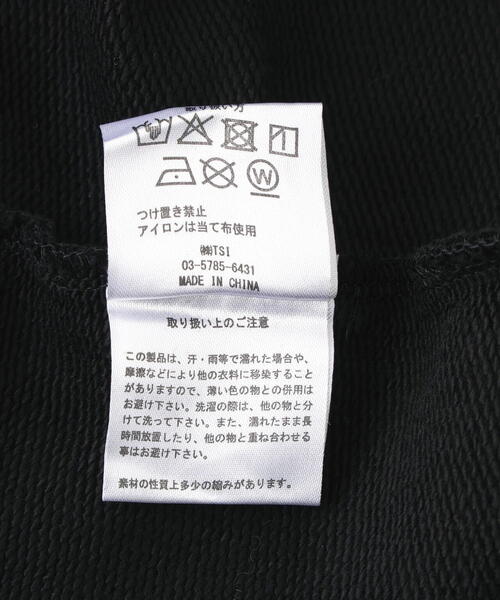 取り扱い方
W
つけ置き禁止
アイロンは当て布使用
㈱TSI
03-5785-6431
MADE IN CHINA
取り扱い上のご注意
この製品は、汗・雨等で濡れた場合や、
摩擦などにより他の衣料に移染すること
がありますので、薄い色の物との併用は
お避け下さい。洗濯の際は、他の物と分
けて洗って下さい。また、濡れたまま長
時間放置したり、他の物と重ね合わせる
事はお避け下さい。
素材の性質上多少の縮みがあります。